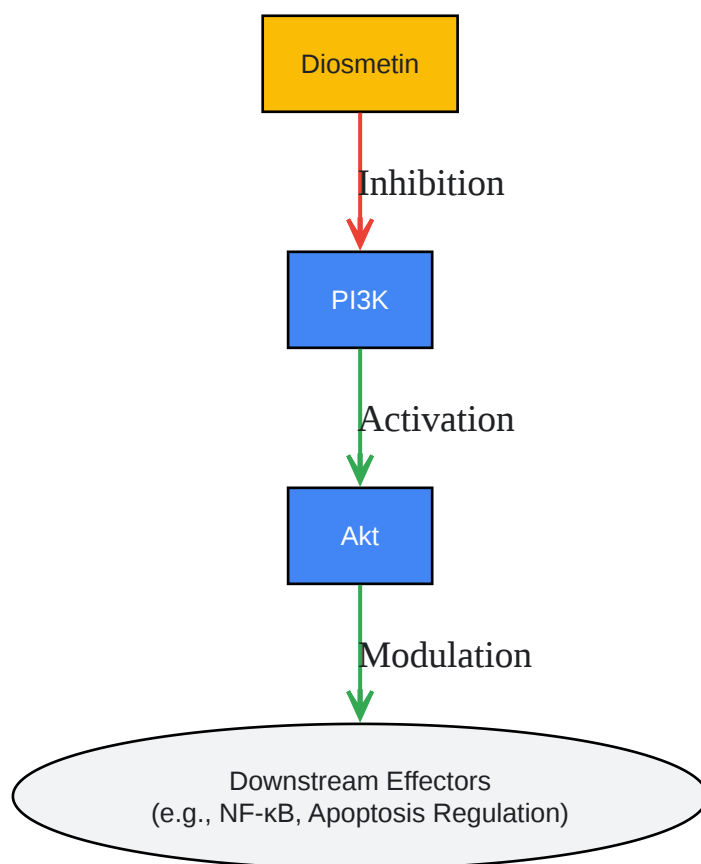 Diosmetin
Inhibition
PI3K
Activation
Akt
Modulation
Downstream Effectors
(e.g., NF-κB, Apoptosis Regulation)